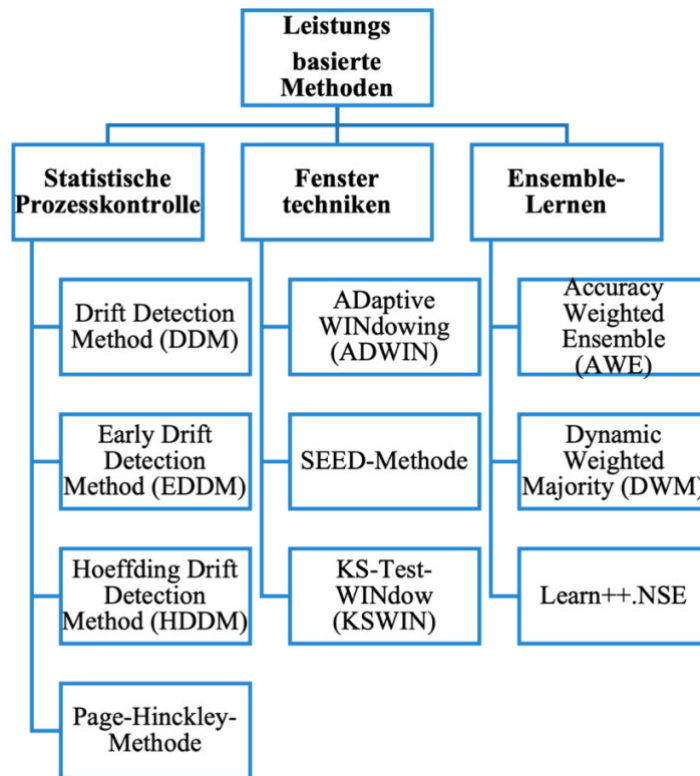 Leistungs
basierte
Methoden
Statistische
Prozesskontrolle
Fenster
techniken
Ensemble-
Lernen
Drift Detection
Method (DDM)
ADaptive
WINdowing
(ADWIN)
Accuracy
Weighted
Ensemble
(AWE)
Early Drift
Detection
Method (EDDM)
SEED-Methode
Dynamic
Weighted
Majority (DWM)
Hoeffding Drift
Detection
Method (HDDM)
KS-Test-
WINdow
(KSWIN)
Learn++.NSE
Page-Hinckley-
Methode